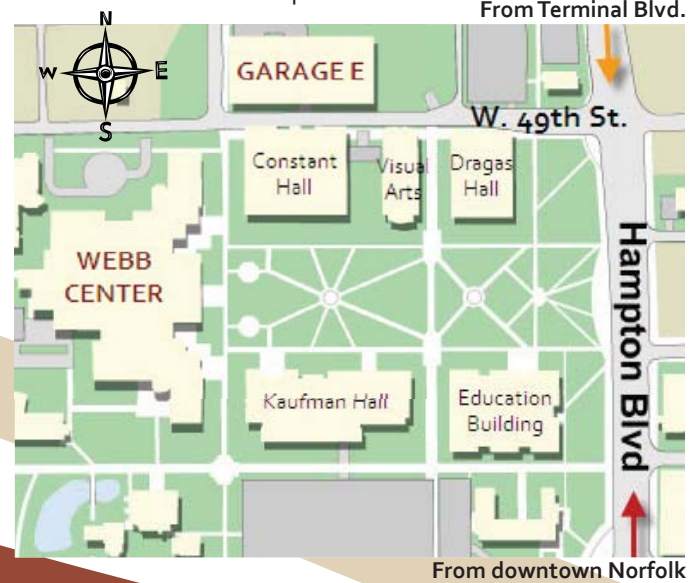 From Terminal Blvd.
N
W
E
S
GARAGE E
W. 49th St.
Constant
Hall
Visual
Arts
Dragas
Hall
WEBB
CENTER
Hampton Blvd
Kaufman Hall
Education
Building
From downtown Norfolk